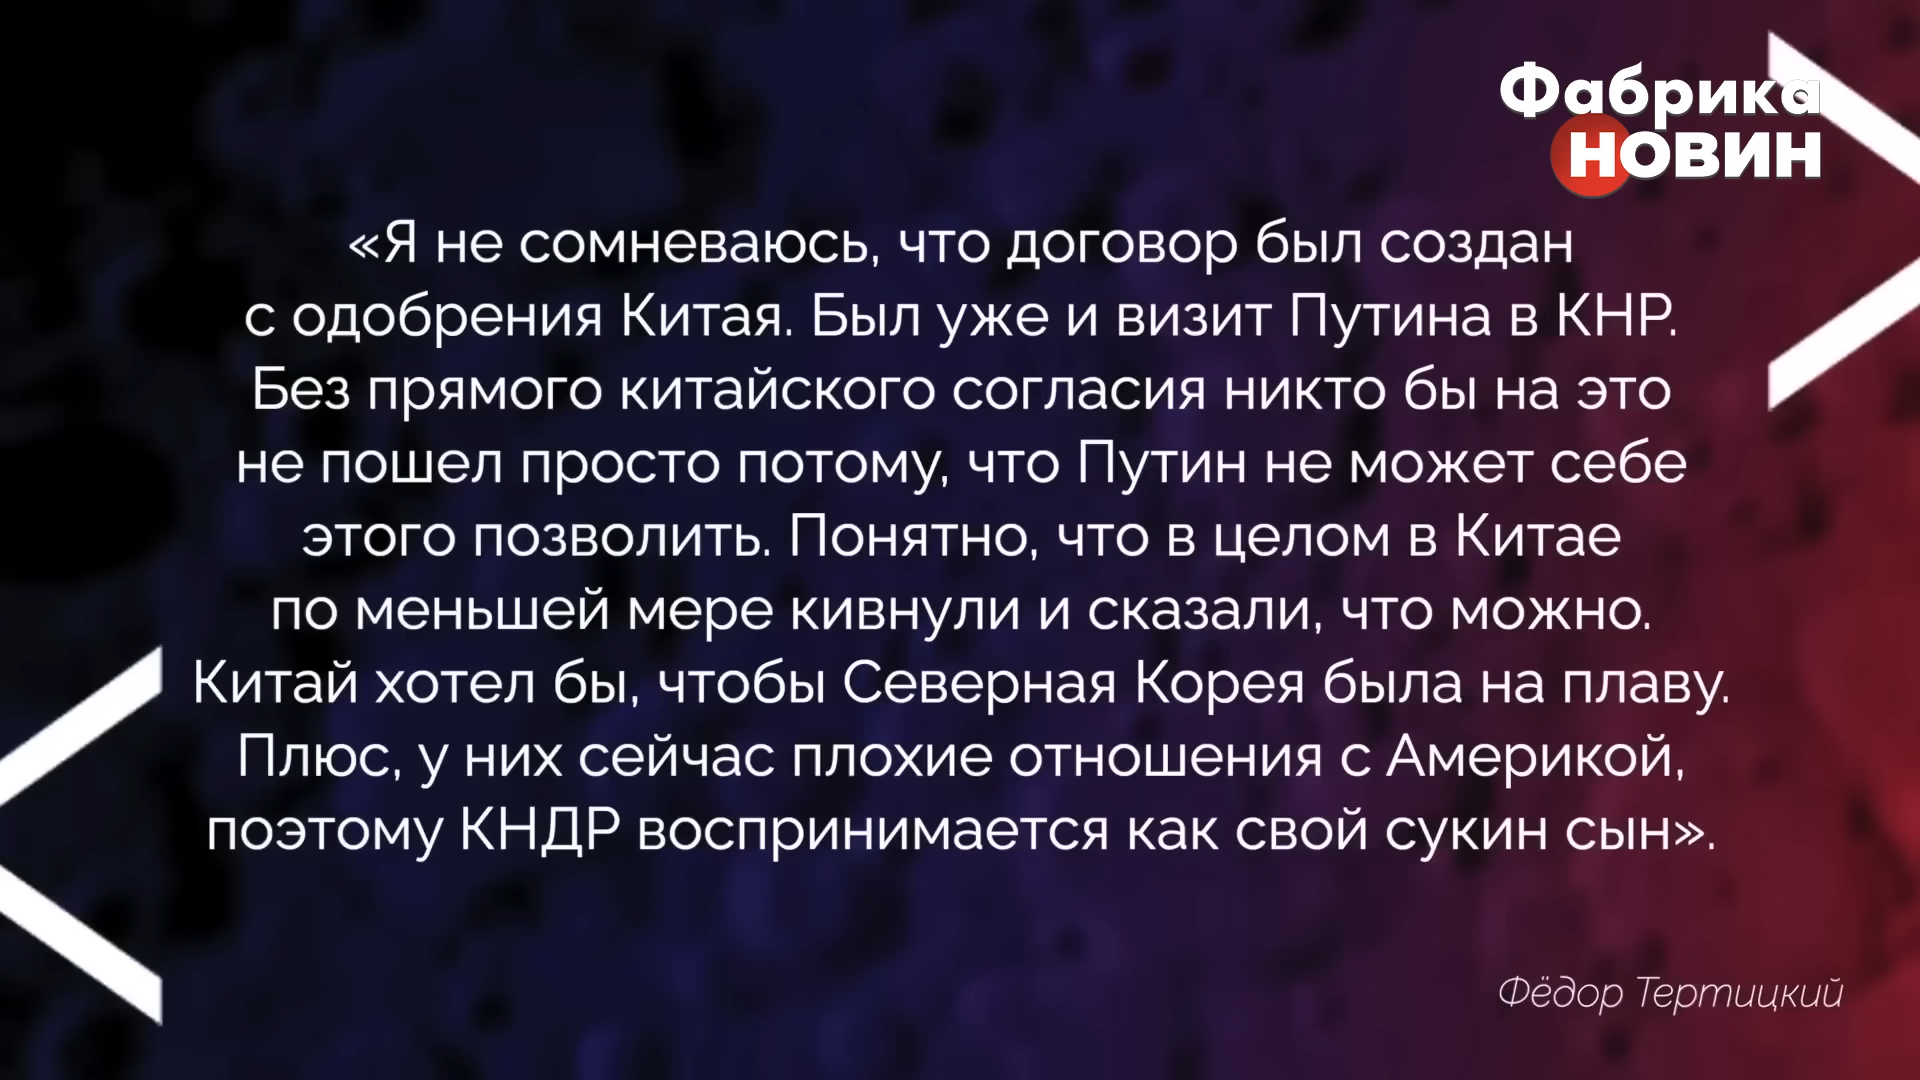 Фабрика
новин
«Я не сомневаюсь, что договор был создан
с одобрения Китая. Был уже и визит Путина в КНР.
Без прямого китайского согласия никто бы на это
не пошел просто потому, что Путин не может себе
этого позволить. Понятно, что в целом в Китае
по меньшей мере кивнули и сказали, что можно.
Китай хотел бы, чтобы Северная Корея была на плаву.
Плюс, у них сейчас плохие отношения с Америкой,
поэтому КНДР воспринимается как свой сукин сын».
Фёдор Тертицкий